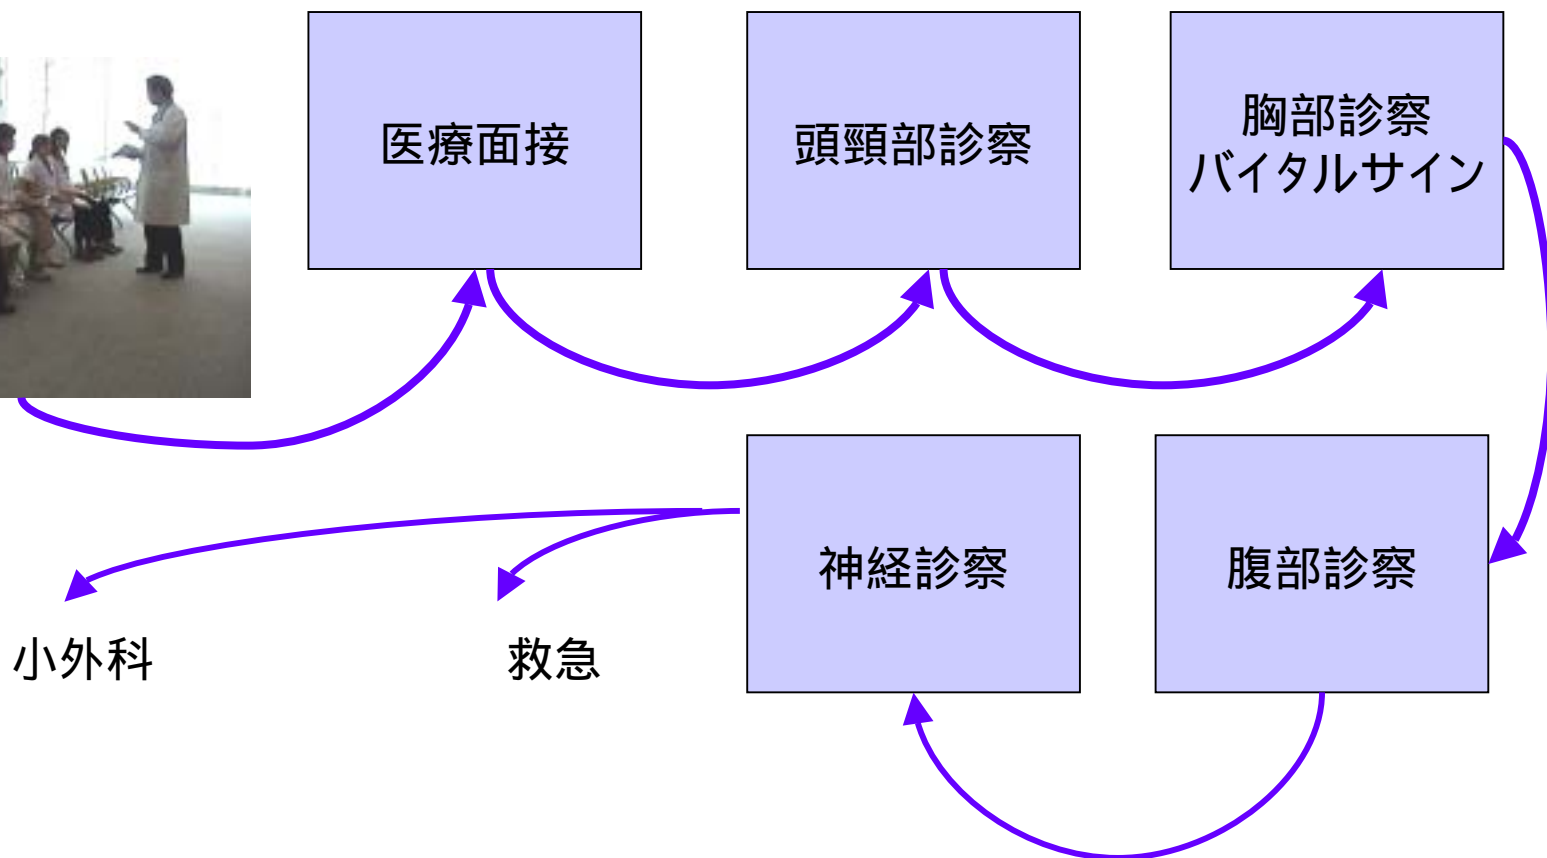 医療面接
頭頸部診察
胸部診察
バイタルサイン
腹部診察
神経診察
救急
小外科